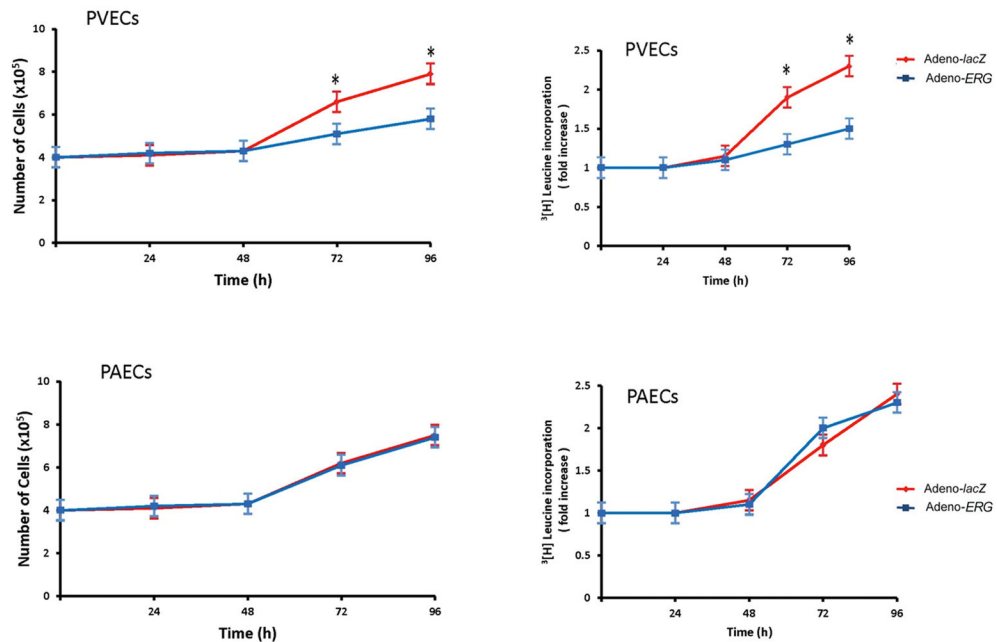 PVECs
Number of Cells (x10⁵)
10
8
6
4
2
0
*
*
24
48
72
96
Time (h)
PVECs
³[H] Leucine incorporation
( fold increase )
2.5
2
1.5
1
0.5
0
*
*
24
48
72
96
Time (h)
Adeno-lacZ
Adeno-ERG
PAECs
Number of Cells (x10⁵)
10
8
6
4
2
0
24
48
72
96
Time (h)
PAECs
³[H] Leucine incorporation
( fold increase )
2.5
2
1.5
1
0.5
0
24
48
72
96
Time (h)
Adeno-lacZ
Adeno-ERG